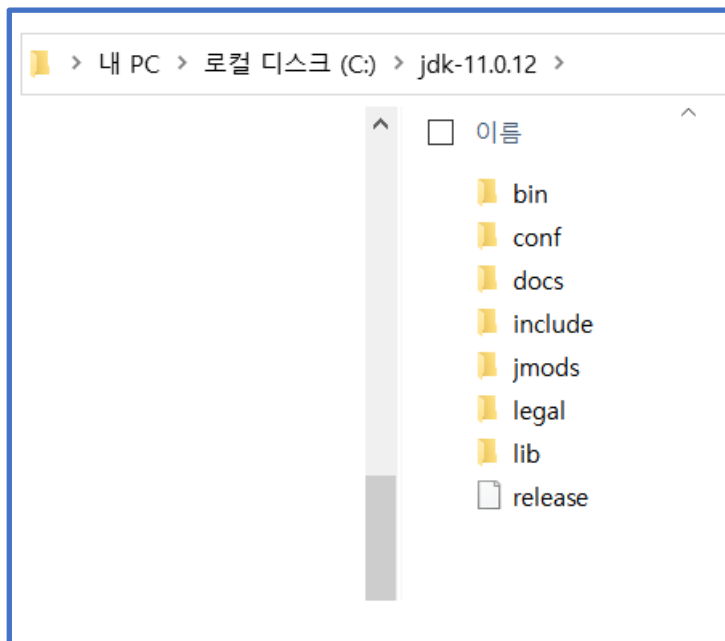 > 내 PC > 로컬 디스크 (C:) > jdk-11.0.12 >
이름
bin
conf
docs
include
jmods
legal
lib
release